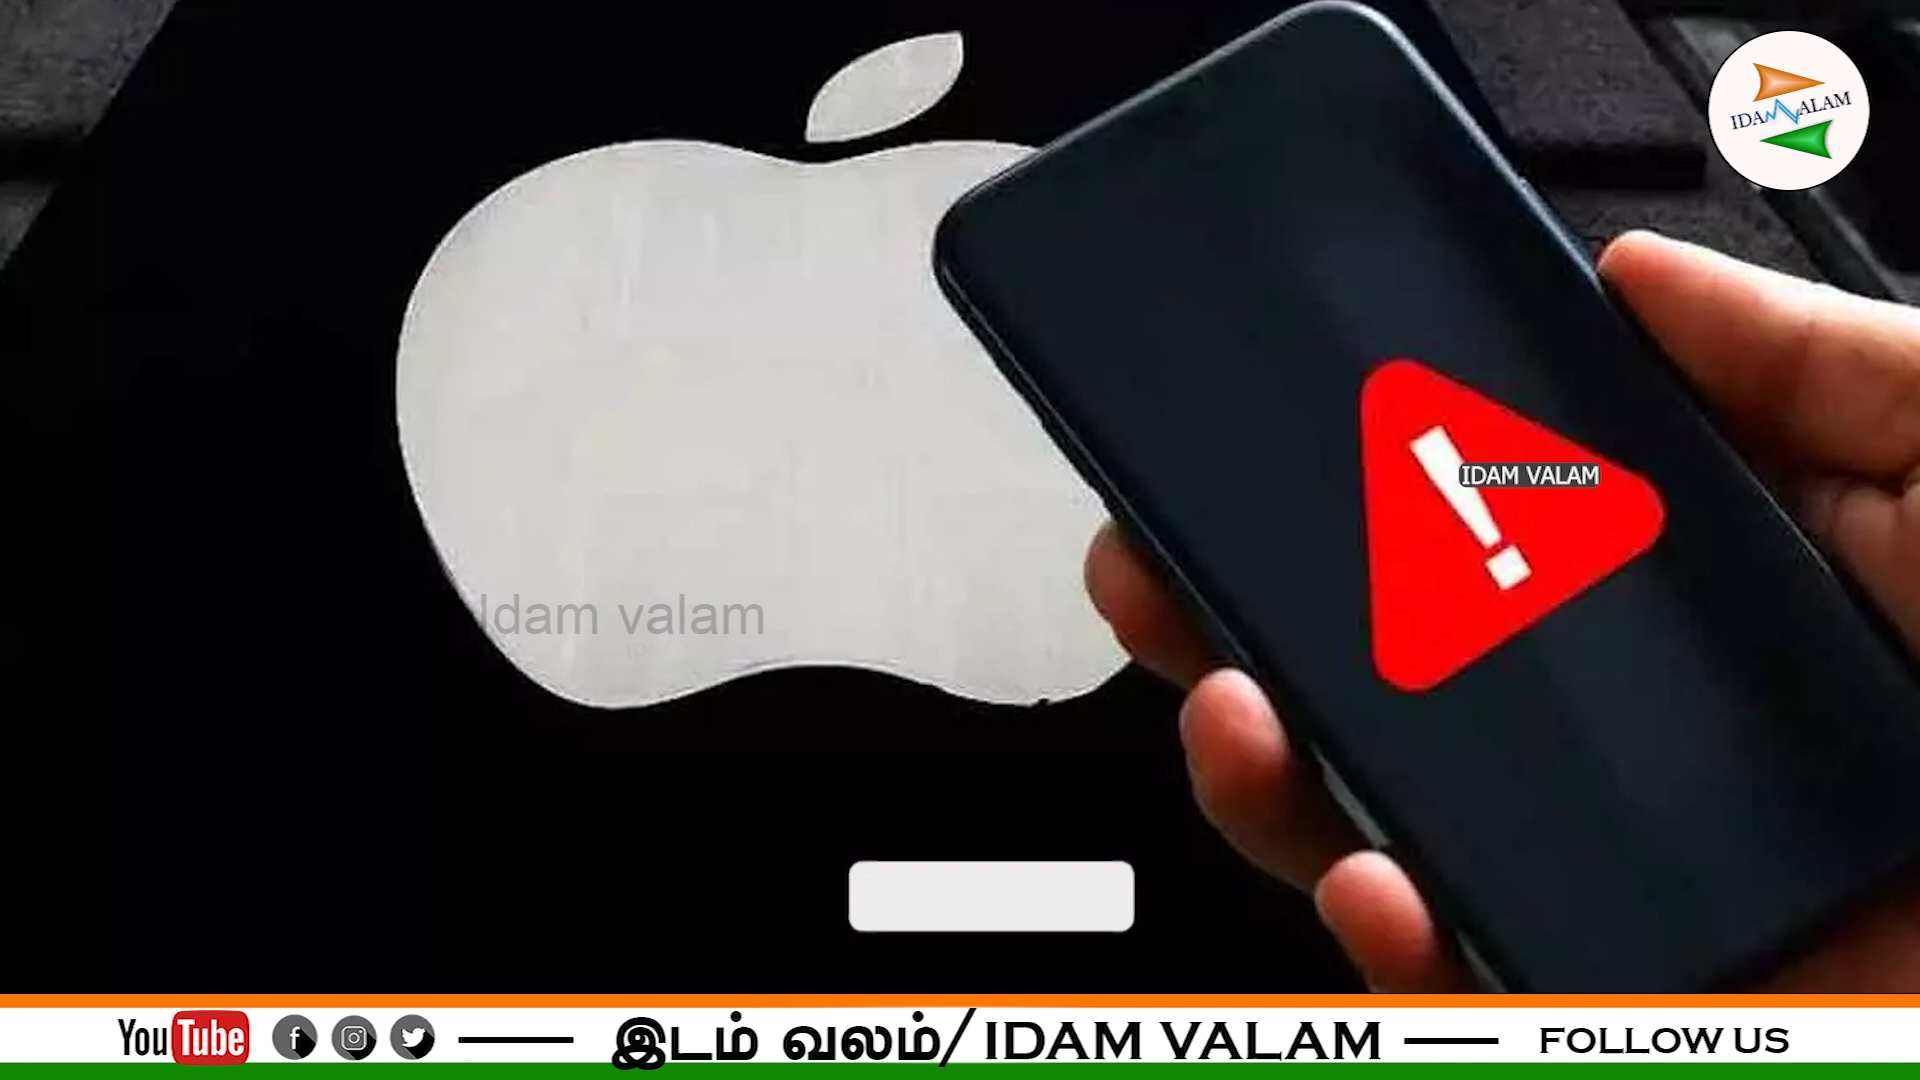 IDAM VALAM
IDAM VALAM
Idam valam
YouTube
இடம் வலம்/IDAM VALAM
FOLLOW US